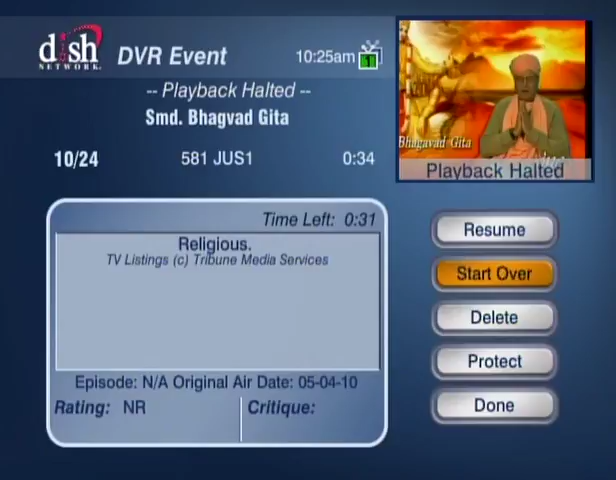 dish
NETWORK
DVR Event
10:25am
1
-- Playback Halted --
Smd. Bhagvad Gita
10/24 581 JUS1 0:34
Bhagavad Gita
Playback Halted
Time Left: 0:31
Religious.
TV Listings (c) Tribune Media Services
Episode: N/A Original Air Date: 05-04-10
Rating: NR Critique:
Resume
Start Over
Delete
Protect
Done